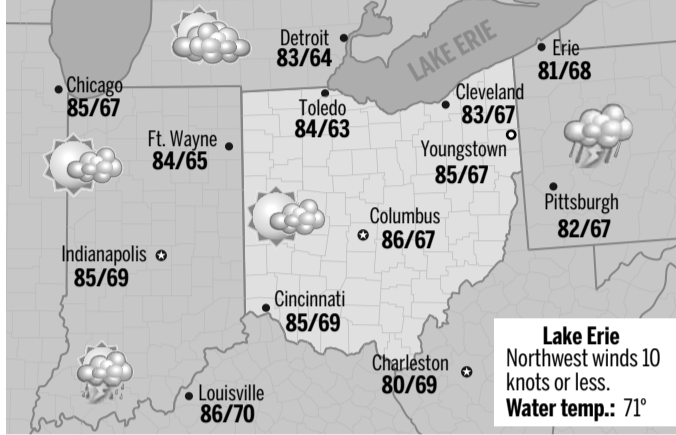 Detroit
83/64
LAKE ERIE
Erie
81/68
Chicago
85/67
Toledo
84/63
Cleveland
83/67
Ft. Wayne
84/65
Youngstown
85/67
Pittsburgh
82/67
Columbus
86/67
Indianapolis
85/69
Cincinnati
85/69
Charleston
80/69
Louisville
86/70
Lake Erie
Northwest winds 10
knots or less.
Water temp.: 71°